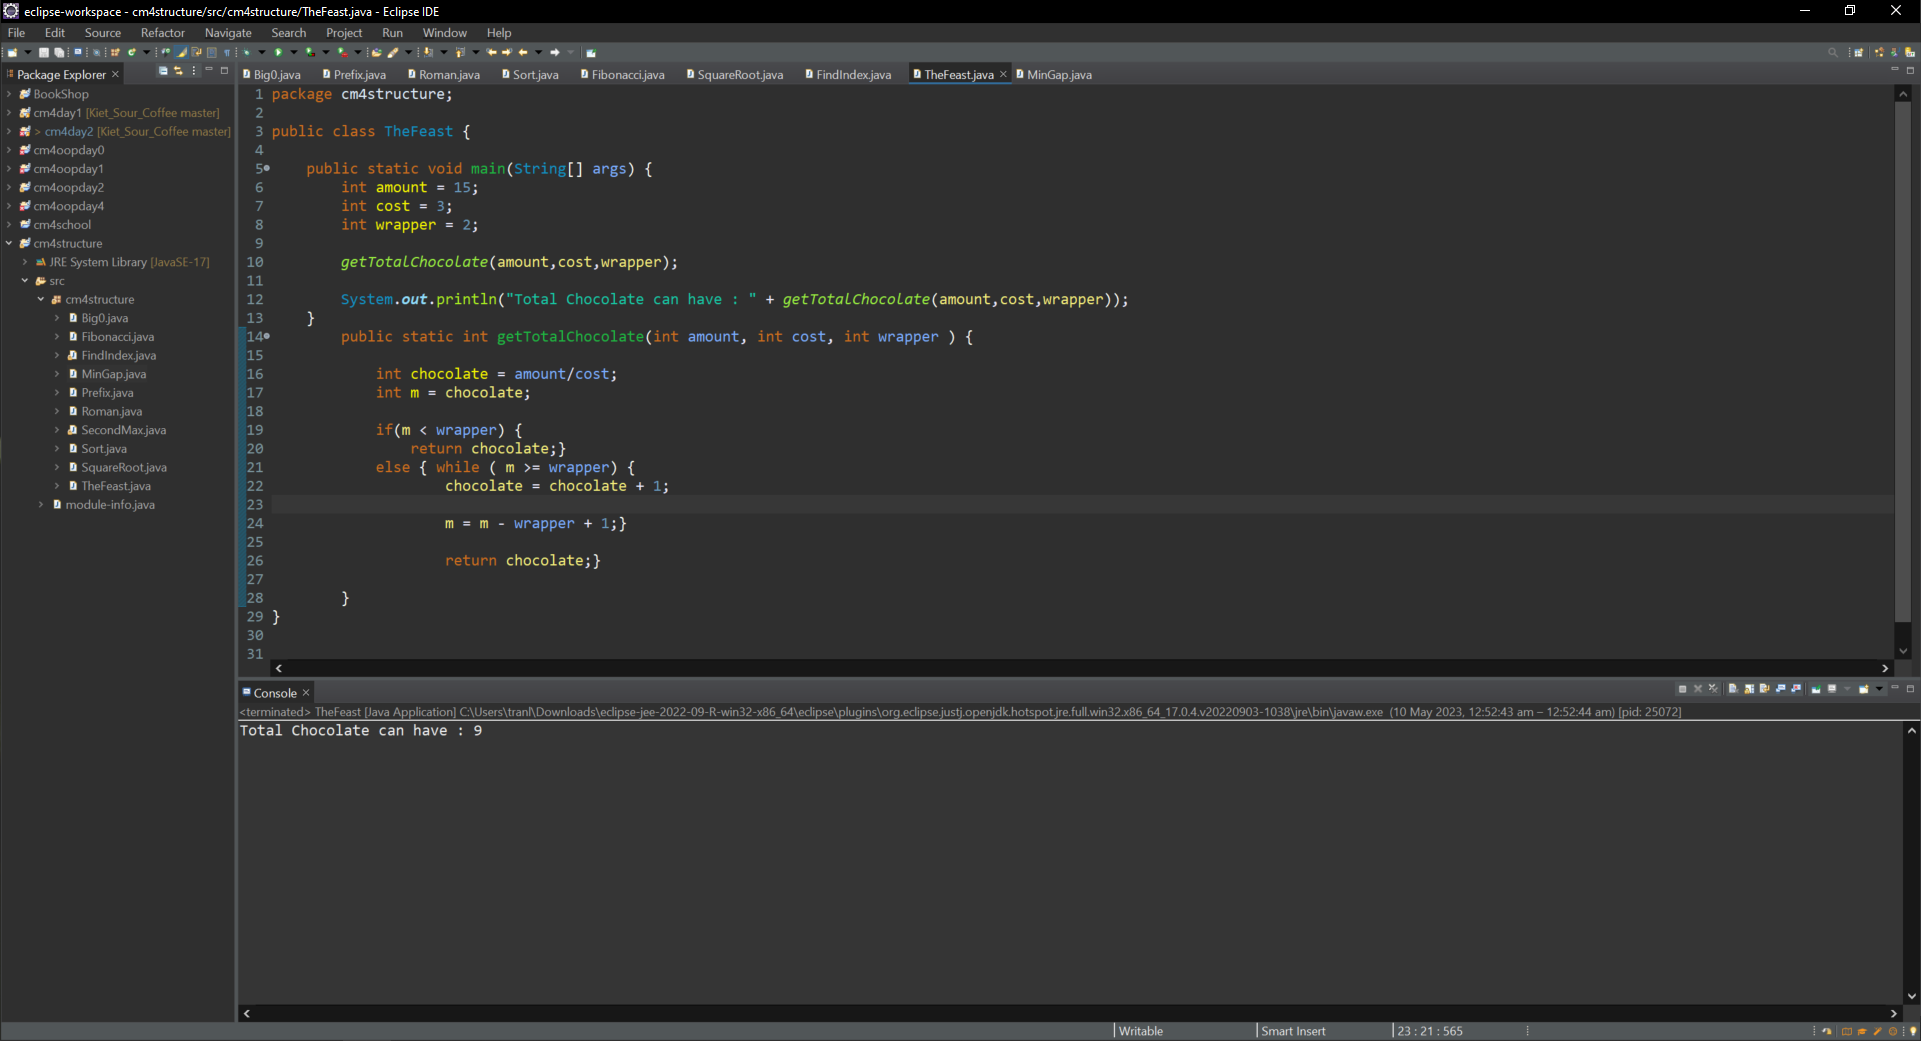 eclipse-workspace - cm4structure/src/cm4structure/TheFeast.java - Eclipse IDE
File Edit Source Refactor Navigate Search Project Run Window Help
Package Explorer
BookShop
cm4day1 [Kiet_Sour_Coffee master]
> cm4day2 [Kiet_Sour_Coffee master]
cm4oopday0
cm4oopday1
cm4oopday2
cm4oopday4
cm4school
cm4structure
JRE System Library [JavaSE-17]
src
cm4structure
Big0.java
Fibonacci.java
FindIndex.java
MinGap.java
Prefix.java
Roman.java
SecondMax.java
Sort.java
SquareRoot.java
TheFeast.java
module-info.java
Big0.java Prefix.java Roman.java Sort.java Fibonacci.java SquareRoot.java FindIndex.java TheFeast.java MinGap.java
1 package cm4structure;
2
3 public class TheFeast {
4
5 public static void main(String[] args) {
6 int amount = 15;
7 int cost = 3;
8 int wrapper = 2;
9
10 getTotalChocolate(amount,cost,wrapper);
11
12 System.out.println("Total Chocolate can have : " + getTotalChocolate(amount,cost,wrapper));
13 }
14 public static int getTotalChocolate(int amount, int cost, int wrapper ) {
15
16 int chocolate = amount/cost;
17 int m = chocolate;
18
19 if(m < wrapper) {
20 return chocolate;}
21 else { while ( m >= wrapper) {
22 chocolate = chocolate + 1;
23
24 m = m - wrapper + 1;}
25
26 return chocolate;}
27
28 }
29 }
30
31
Console
<terminated> TheFeast [Java Application] C:\Users\tranl\Downloads\eclipse-jee-2022-09-R-win32-x86_64\eclipse\plugins\org.eclipse.justj.openjdk.hotspot.jre.full.win32.x86_64_17.0.4.v20220903-1038\jre\bin\javaw.exe (10 May 2023, 12:52:43 am – 12:52:44 am) [pid: 25072]
Total Chocolate can have : 9
Writable Smart Insert 23 : 21 : 565